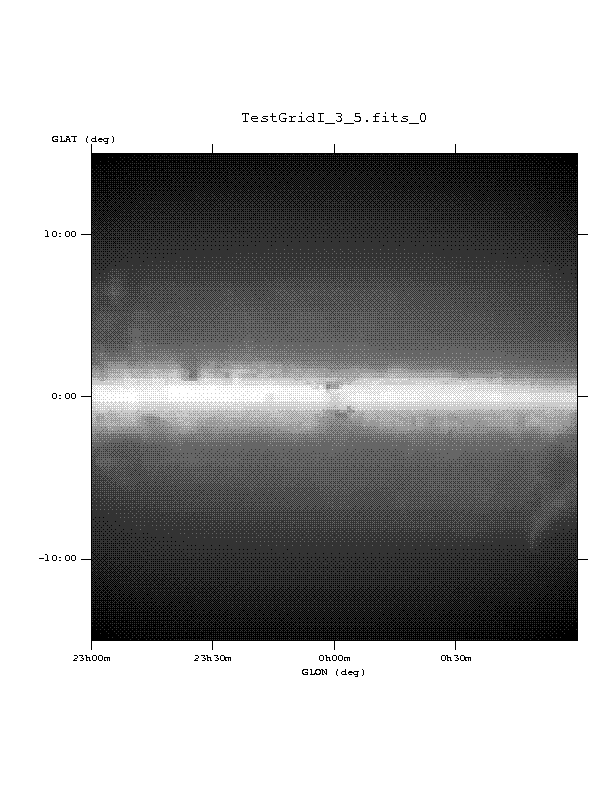 TestGridI_3_5.fits_0
GLAT (deg)
10:00
0:00
-10:00
23h00m 23h30m 0h00m 0h30m
GLON (deg)